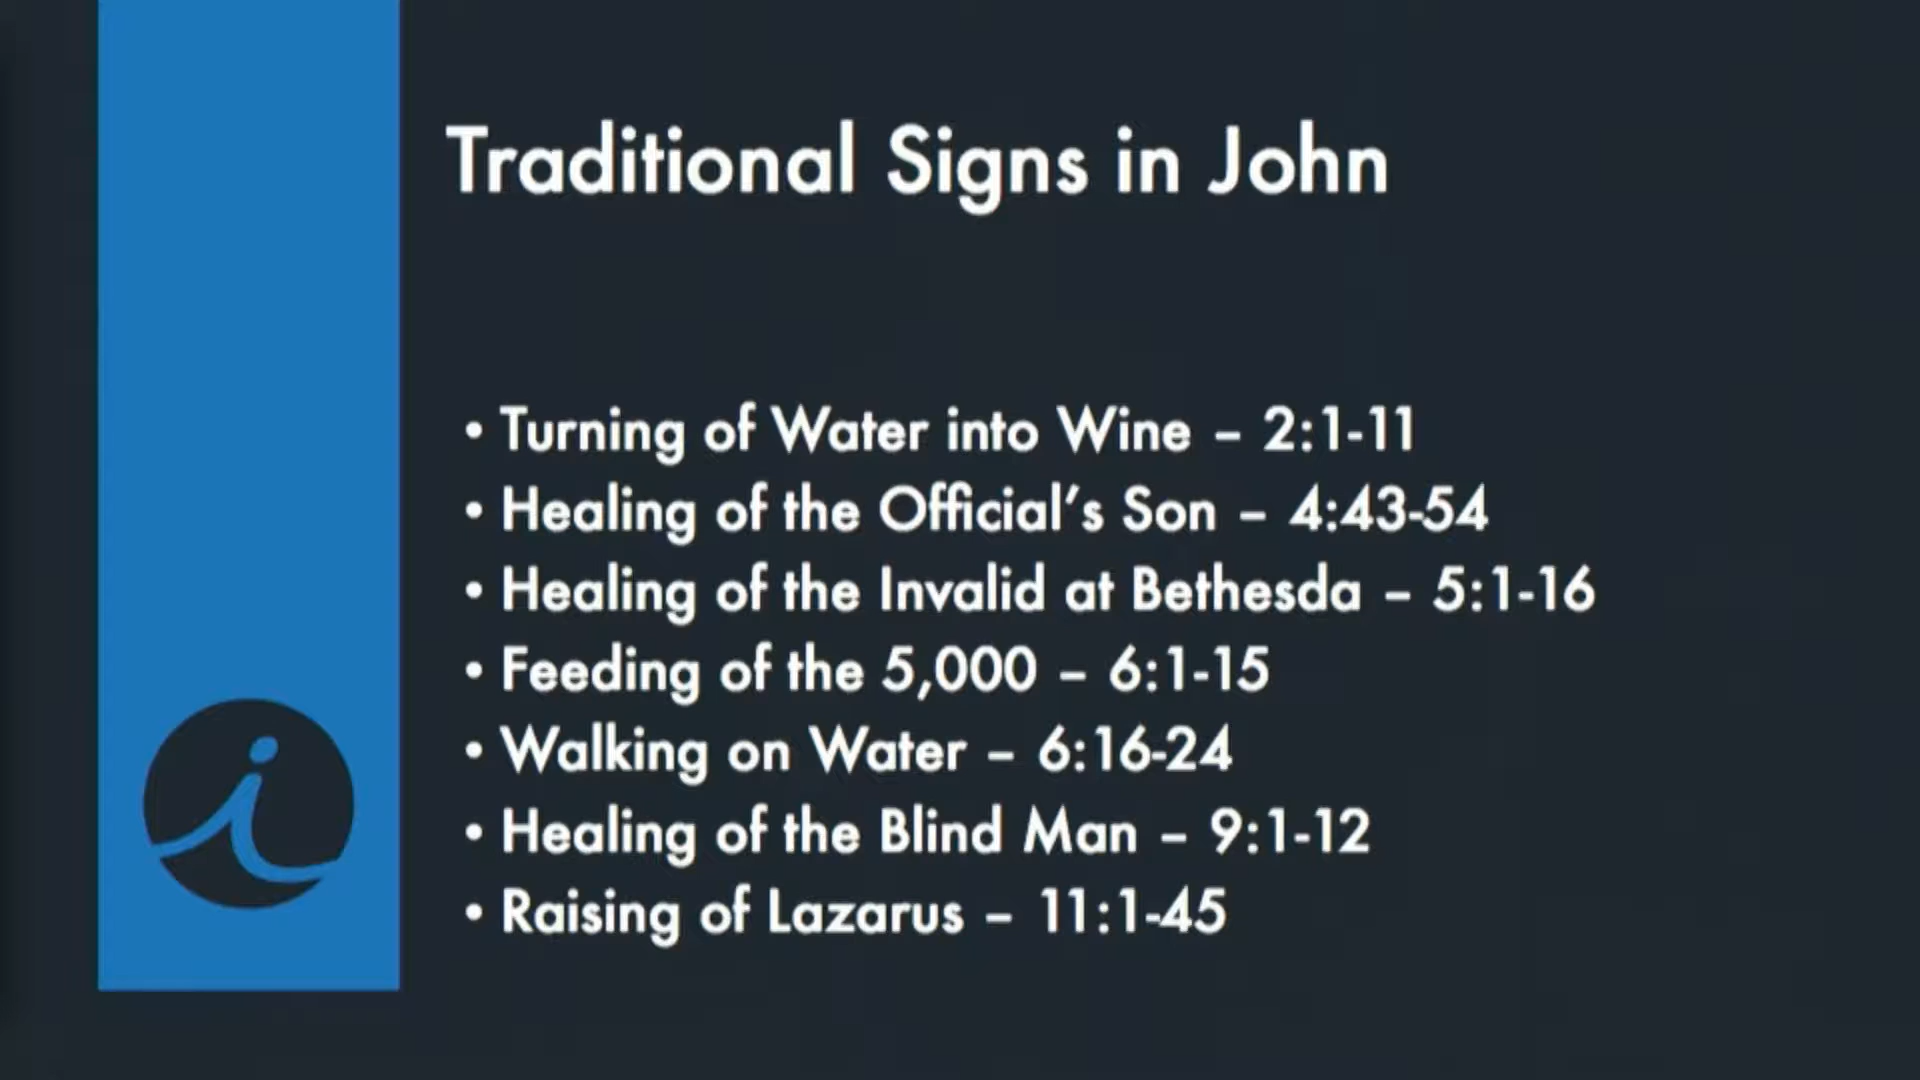 Traditional Signs in John
• Turning of Water into Wine – 2:1-11
• Healing of the Official’s Son – 4:43-54
• Healing of the Invalid at Bethesda – 5:1-16
• Feeding of the 5,000 – 6:1-15
• Walking on Water – 6:16-24
• Healing of the Blind Man – 9:1-12
• Raising of Lazarus – 11:1-45
i